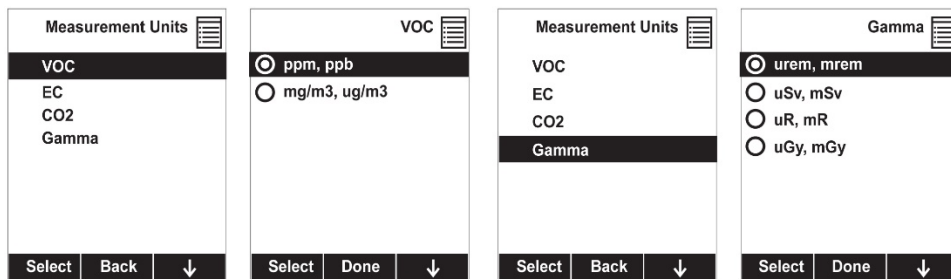 Measurement Units
VOC
EC
CO2
Gamma
Select Back ↓
VOC
ppm, ppb
mg/m3, ug/m3
Select Done ↓
Measurement Units
VOC
EC
CO2
Gamma
Select Back ↓
Gamma
urem, mrem
uSv, mSv
uR, mR
uGy, mGy
Select Done ↓